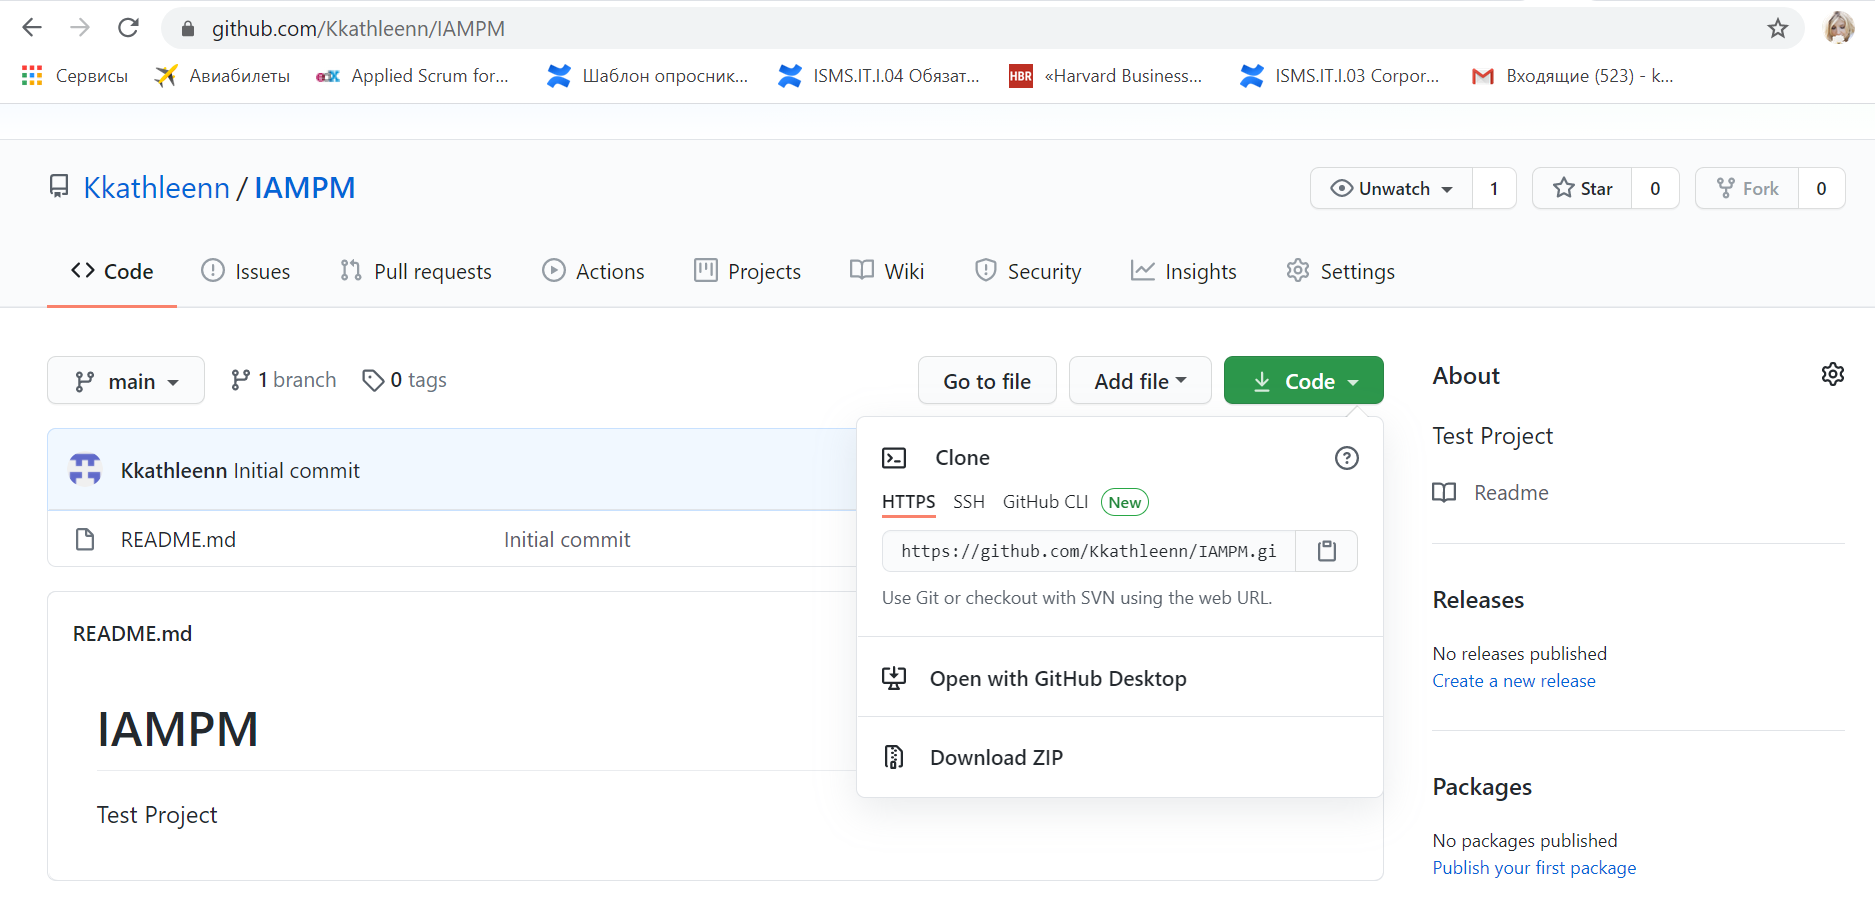 github.com/Kkathleenn/IAMPM
Сервисы Авиабилеты edX Applied Scrum for... Шаблон опросник... ISMS.IT.I.04 Обязат... HBR «Harvard Business... ISMS.IT.I.03 Corpor... Входящие (523) - k...
Kkathleenn / IAMPM Unwatch 1 Star 0 Fork 0
Code Issues Pull requests Actions Projects Wiki Security Insights Settings
main 1 branch 0 tags Go to file Add file Code
Kkathleenn Initial commit
README.md Initial commit
README.md
IAMPM
Test Project
Clone
HTTPS SSH GitHub CLI New
https://github.com/Kkathleenn/IAMPM.gi
Use Git or checkout with SVN using the web URL.
Open with GitHub Desktop
Download ZIP
About
Test Project
Readme
Releases
No releases published
Create a new release
Packages
No packages published
Publish your first package